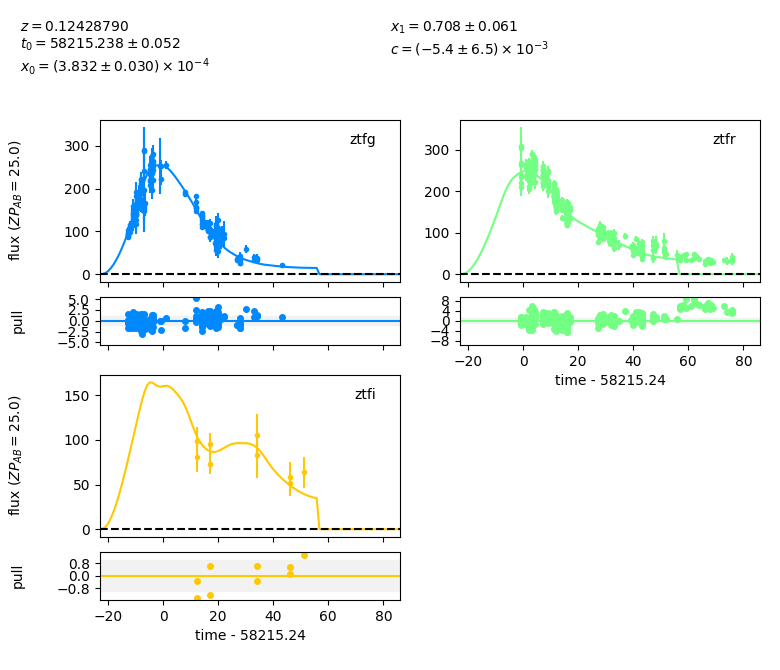 z = 0.12428790
t₀ = 58215.238 ± 0.052
x₀ = (3.832 ± 0.030) × 10⁻⁴
x₁ = 0.708 ± 0.061
c = (−5.4 ± 6.5) × 10⁻³
ztfg
flux (ZP_AB = 25.0)
300
200
100
0
pull
5.0
2.5
0.0
−2.5
−5.0
ztfr
300
200
100
0
8
4
0
−4
−8
−20 0 20 40 60 80
time - 58215.24
ztfi
flux (ZP_AB = 25.0)
150
100
50
0
pull
0.8
0.0
−0.8
−20 0 20 40 60 80
time - 58215.24